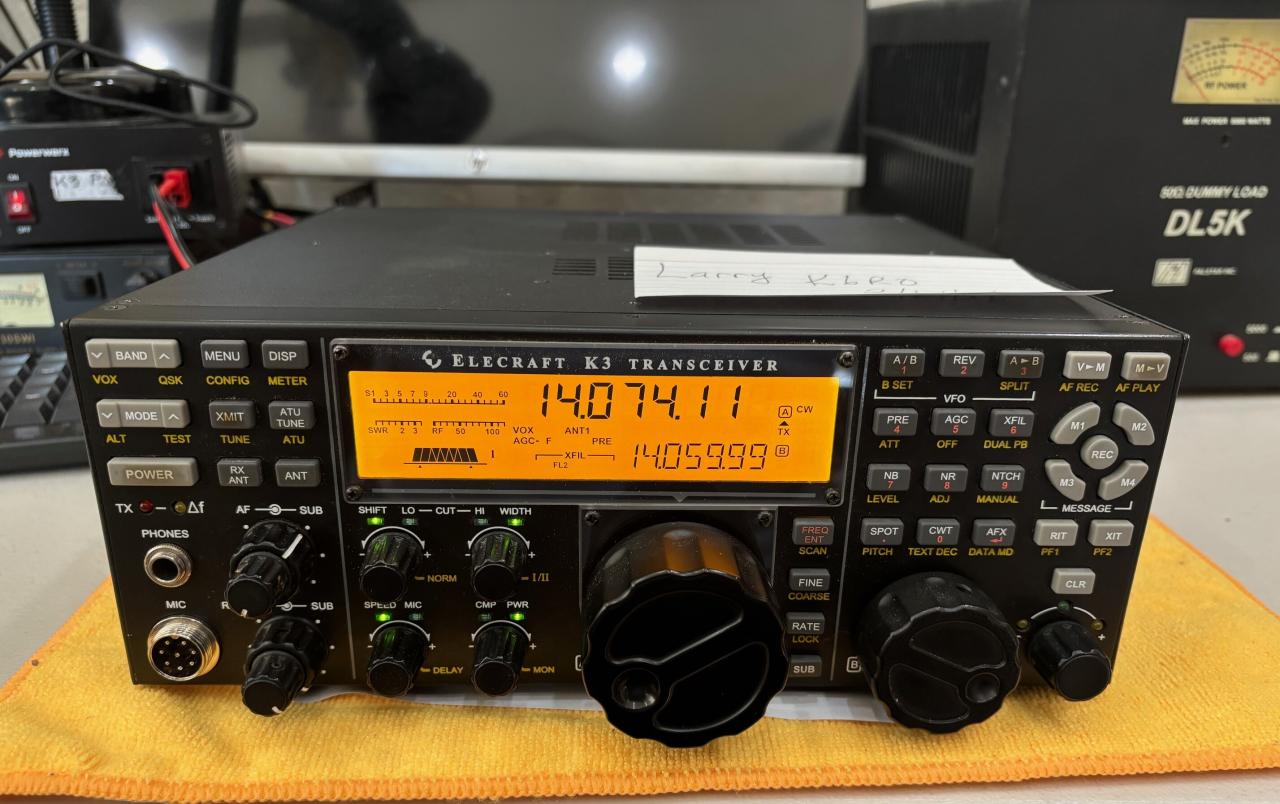 Powerwerx
ON
K3 PS
OFF
RF POWER
50Ω DUMMY LOAD
DL5K
Larry K6RO
ELECRAFT K3 TRANSCEIVER
BAND
MENU
DISP
VOX QSK CONFIG METER
MODE
XMIT
ATU TUNE
ALT TEST TUNE ATU
POWER
RX ANT
ANT
TX Δf
PHONES
MIC
AF SUB
SUB
S1 3 5 7 9 20 40 60
14.074.11
A CW
SWR 2 3 RF 50 100
VOX ANT1
TX
AGC- F PRE
14.059.99 B
XFIL
FL2
I
SHIFT LO CUT HI WIDTH
NORM I/II
SPEED MIC CMP PWR
DELAY MON
FREQ ENT
SCAN
FINE
COARSE
RATE
LOCK
SUB
B
A/B 1
REV 2
A►B 3
V►M
M►V
B SET SPLIT AF REC AF PLAY
VFO
PRE 4
AGC 5
XFIL 6
ATT OFF DUAL PB
M1
M2
REC
M3
M4
MESSAGE
NB 7
NR 8
NTCH 9
LEVEL ADJ MANUAL
SPOT
CWT 0
AFX
RIT
XIT
PITCH TEXT DEC DATA MD PF1 PF2
CLR
+